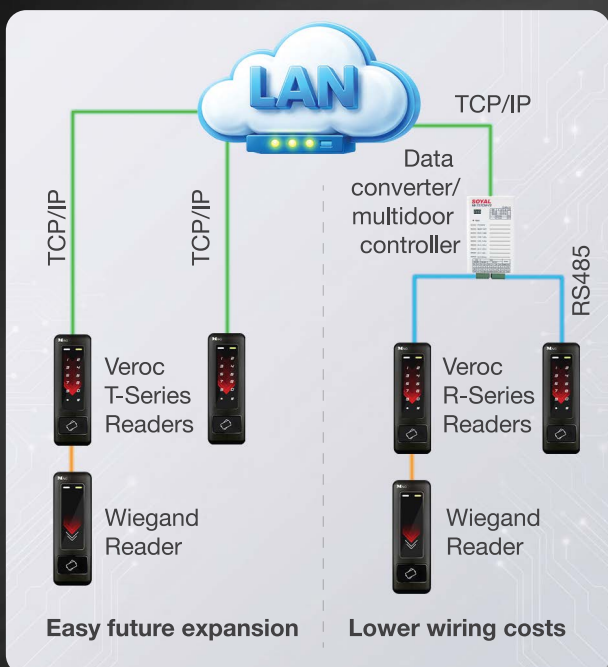 LAN
TCP/IP
Data
converter/
multidoor
controller
SOYAL
TCP/IP
TCP/IP
RS485
Veroc
T-Series
Readers
Veroc
R-Series
Readers
Wiegand
Reader
Wiegand
Reader
Easy future expansion
Lower wiring costs